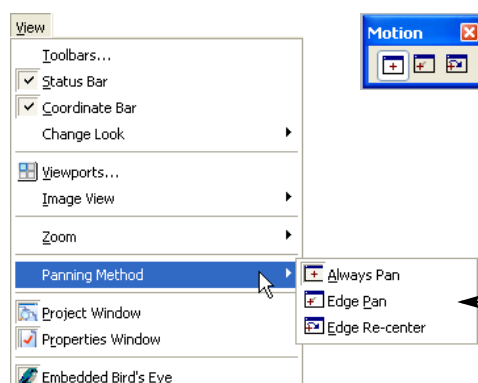 View
Motion
Toolbars...
Status Bar
Coordinate Bar
Change Look
Viewports...
Image View
Zoom
Panning Method
Always Pan
Edge Pan
Edge Re-center
Project Window
Properties Window
Embedded Bird's Eye